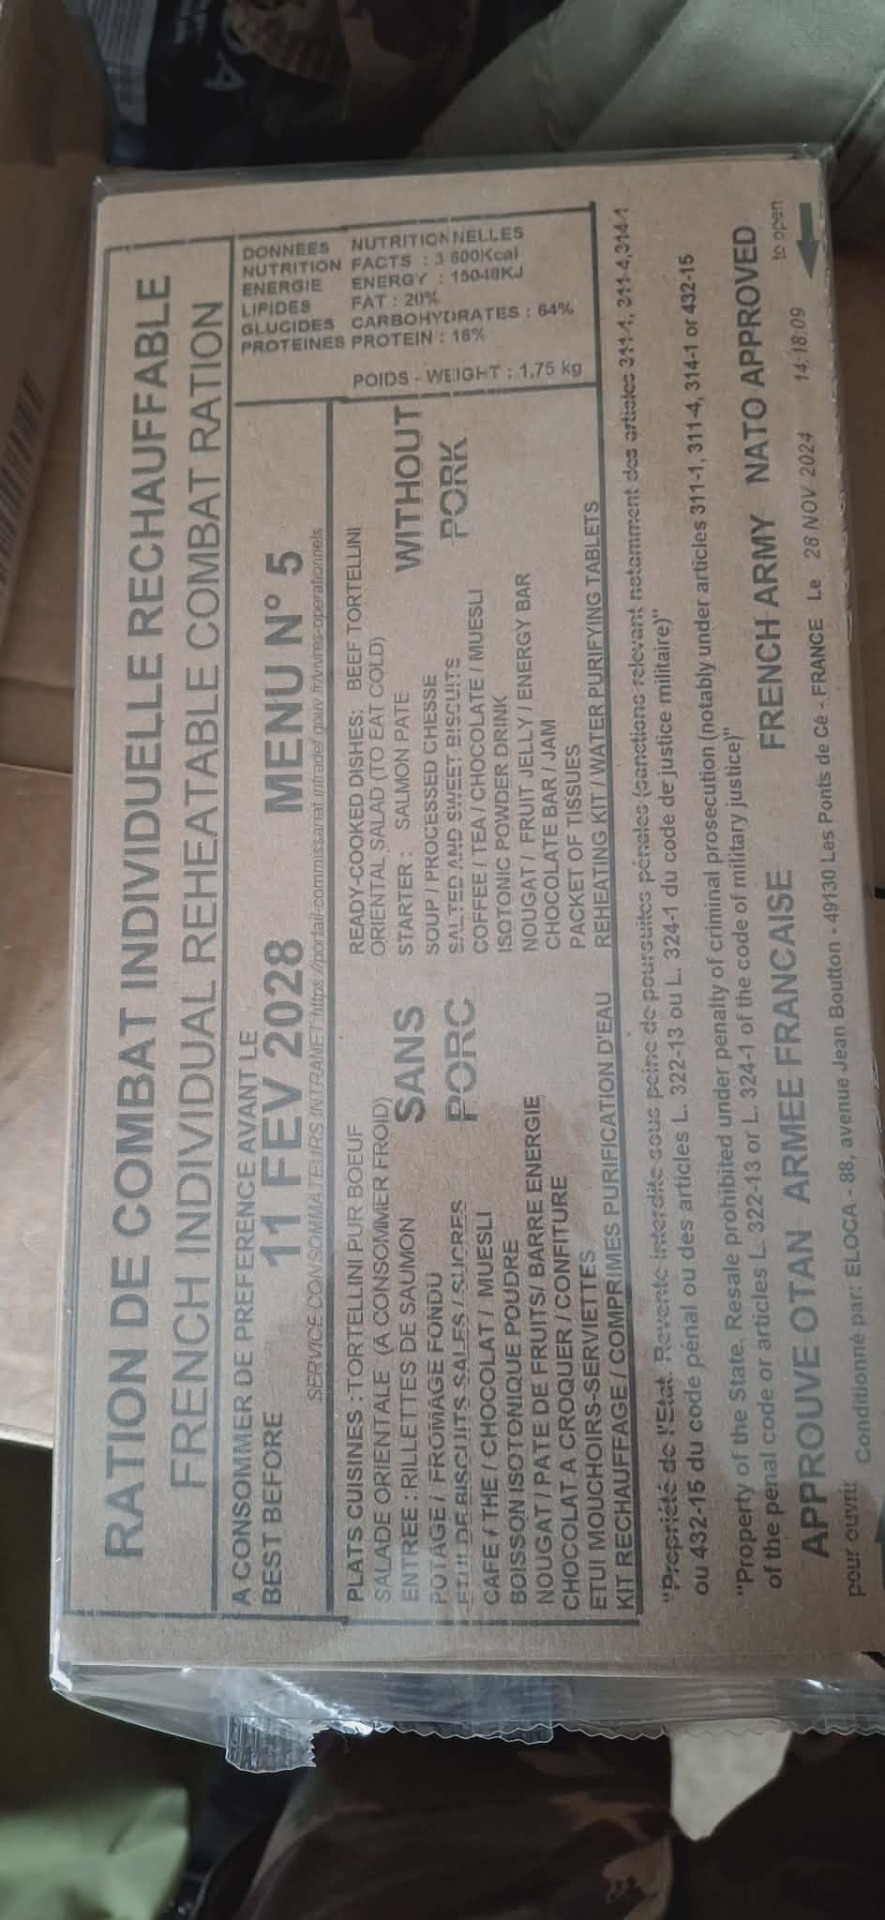 RATION DE COMBAT INDIVIDUELLE RECHAUFFABLE
FRENCH INDIVIDUAL REHEATABLE COMBAT RATION
A CONSOMMER DE PREFERENCE AVANT LE
BEST BEFORE 11 FEV 2028 MENU N° 5
SERVICE CONSOMMATEURS INTRANET https://portail-commissariat.intradef.gouv.fr/vivres-operationnels
DONNEES NUTRITIONNELLES
NUTRITION FACTS : 3 600Kcal
ENERGIE ENERGY : 15048KJ
LIPIDES FAT : 20%
GLUCIDES CARBOHYDRATES : 64%
PROTEINES PROTEIN : 16%
POIDS - WEIGHT : 1,75 kg
PLATS CUISINES : TORTELLINI PUR BOEUF
SALADE ORIENTALE (A CONSOMMER FROID)
ENTREE : RILLETTES DE SAUMON
POTAGE / FROMAGE FONDU
ETUI DE BISCUITS SALES / SUCRES
CAFE / THE / CHOCOLAT / MUESLI
BOISSON ISOTONIQUE POUDRE
NOUGAT / PATE DE FRUITS/ BARRE ENERGIE
CHOCOLAT A CROQUER / CONFITURE
ETUI MOUCHOIRS-SERVIETTES
KIT RECHAUFFAGE / COMPRIMES PURIFICATION D'EAU
SANS
PORC
READY-COOKED DISHES: BEEF TORTELLINI
ORIENTAL SALAD (TO EAT COLD)
STARTER : SALMON PATE
SOUP / PROCESSED CHESSE
SALTED AND SWEET BISCUITS
COFFEE / TEA / CHOCOLATE / MUESLI
ISOTONIC POWDER DRINK
NOUGAT / FRUIT JELLY / ENERGY BAR
CHOCOLATE BAR / JAM
PACKET OF TISSUES
REHEATING KIT / WATER PURIFYING TABLETS
WITHOUT
PORK
"Propriété de l'Etat. Revente interdite sous peine de poursuites pénales (sanctions relevant notamment des articles 311-1, 311-4,314-1
ou 432-15 du code pénal ou des articles L. 322-13 ou L. 324-1 du code de justice militaire)"
"Property of the State. Resale prohibited under penalty of criminal prosecution (notably under articles 311-1, 311-4, 314-1 or 432-15
of the penal code or articles L. 322-13 or L. 324-1 of the code of military justice)"
APPROUVE OTAN ARMEE FRANCAISE FRENCH ARMY NATO APPROVED
pour ouvrir Conditionné par: ELOCA - 88, avenue Jean Boutton - 49130 Les Ponts de Cé - FRANCE Le 28 NOV 2024 14:18:09 to open